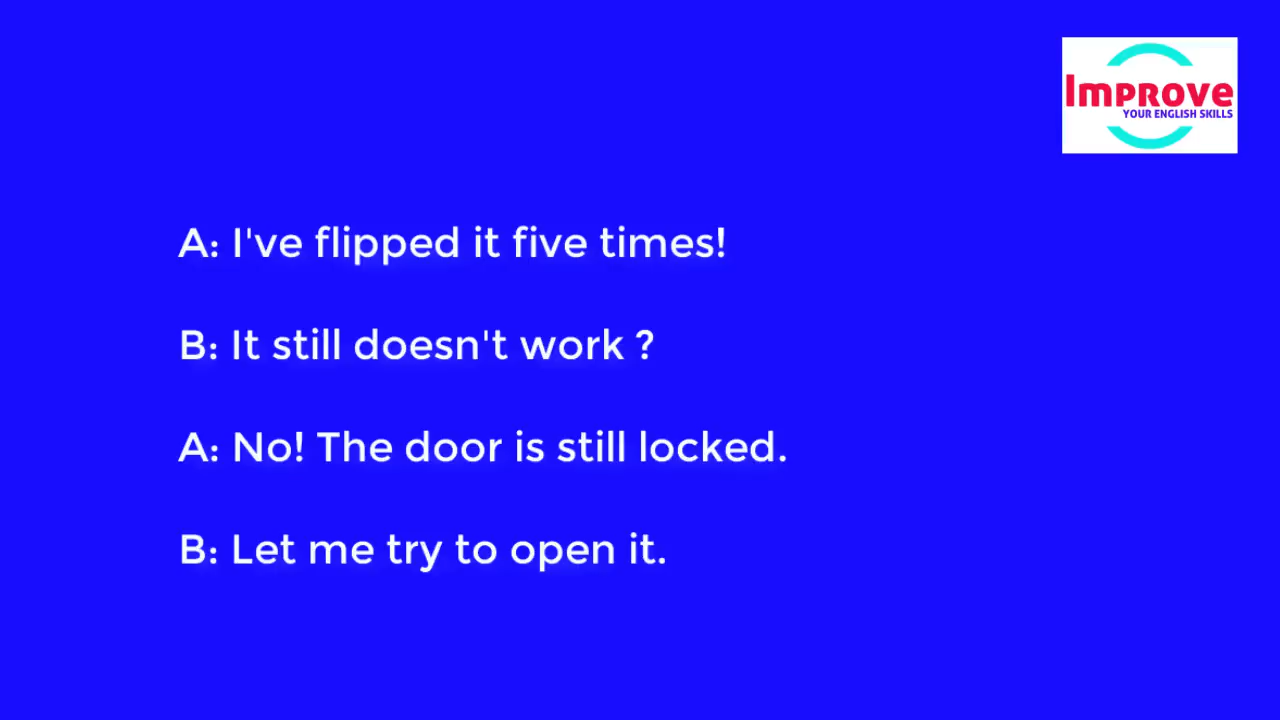 Improve
YOUR ENGLISH SKILLS
A: I've flipped it five times!
B: It still doesn't work ?
A: No! The door is still locked.
B: Let me try to open it.